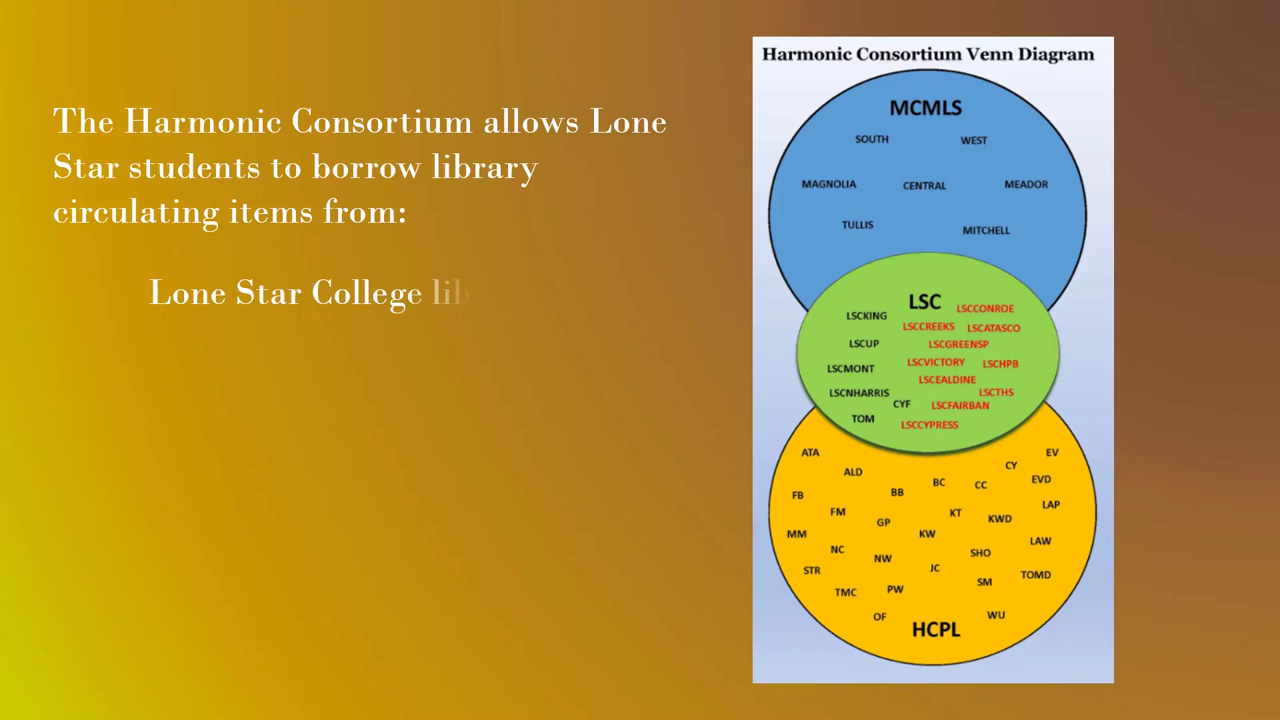 The Harmonic Consortium allows Lone
Star students to borrow library
circulating items from:
Lone Star College
Harmonic Consortium Venn Diagram
MCMLS
SOUTH WEST
MAGNOLIA CENTRAL MEADOR
TULLIS MITCHELL
LSC
LSCKING LSCCONROE
LSCCREEKS LSCATASCO
LSCUP LSCGREENSP
LSCMONT LSCVICTORY LSCHPB
LSCEALDINE
LSCNHARRIS LSCTHS
CYF LSCFAIRBAN
TOM LSCCYPRESS
ATA EV
ALD CY
BC CC EVD
FB BB
FM KT LAP
GP KWD
MM KW LAW
NC NW SHO
STR JC TOMD
TMC PW SM
OF WU
HCPL